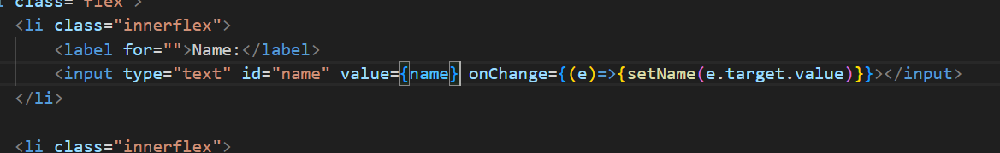 class="flex">
<li class="innerflex">
<label for="">Name:</label>
<input type="text" id="name" value={name} onChange={(e)=>{setName(e.target.value)}}></input>
</li>
<li class="innerflex">